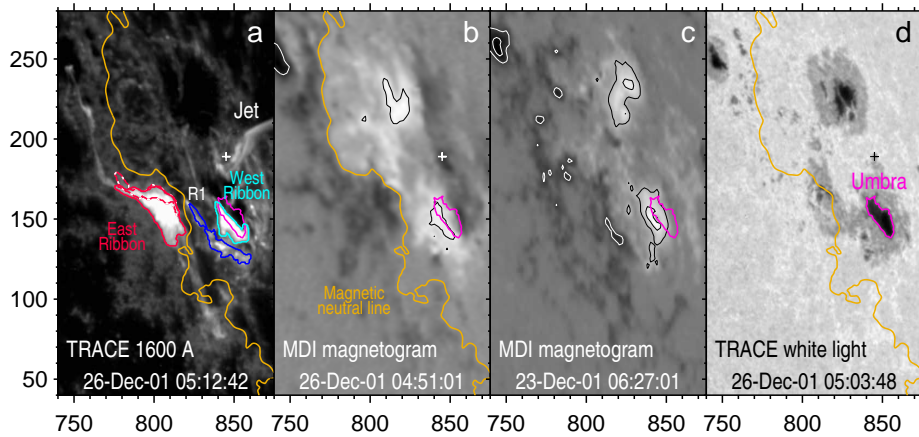 a
b
c
d
250
200
150
100
50
Jet
R1
West
Ribbon
East
Ribbon
Umbra
Magnetic
neutral line
TRACE 1600 A
26-Dec-01 05:12:42
MDI magnetogram
26-Dec-01 04:51:01
MDI magnetogram
23-Dec-01 06:27:01
TRACE white light
26-Dec-01 05:03:48
750 800 850 750 800 850 750 800 850 750 800 850